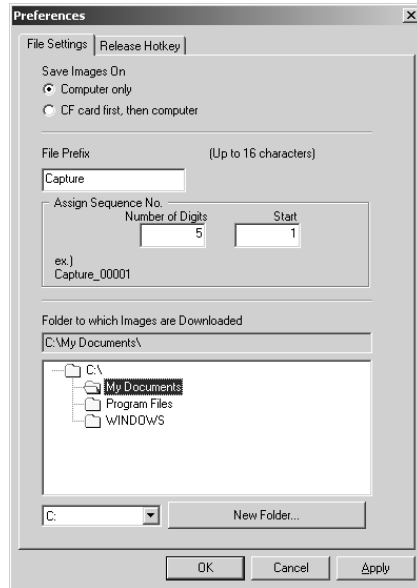 Preferences
File Settings
Release Hotkey
Save Images On
Computer only
CF card first, then computer
File Prefix (Up to 16 characters)
Capture
Assign Sequence No.
Number of Digits Start
5 1
ex.)
Capture_00001
Folder to which Images are Downloaded
C:\My Documents\
C:\
My Documents
Program Files
WINDOWS
C: New Folder...
OK Cancel Apply